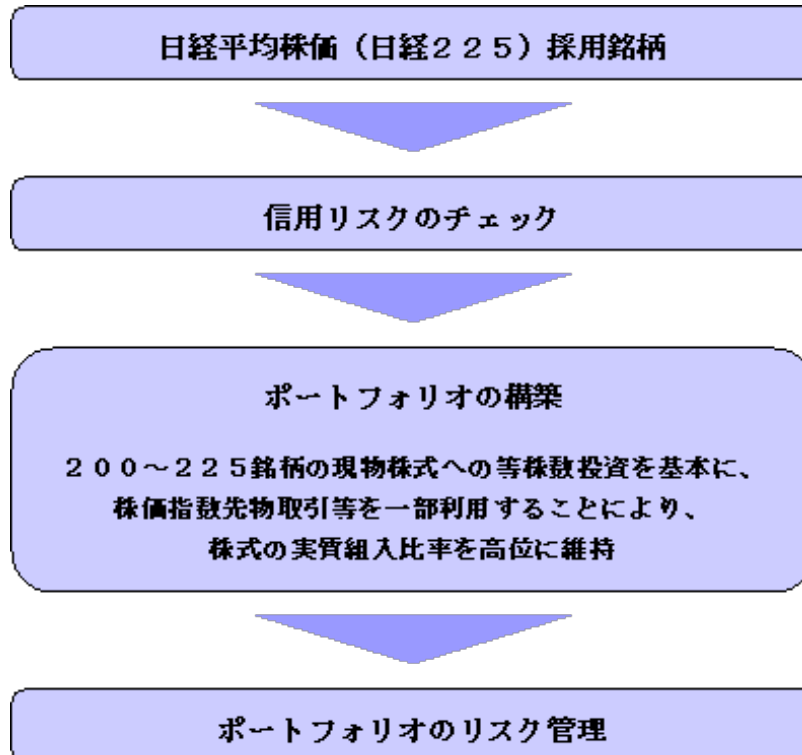 日経平均株価（日経２２５）採用銘柄
信用リスクのチェック
ポートフォリオの構築
２００～２２５銘柄の現物株式への等株数投資を基本に、
株価指数先物取引等を一部利用することにより、
株式の実質組入比率を高位に維持
ポートフォリオのリスク管理